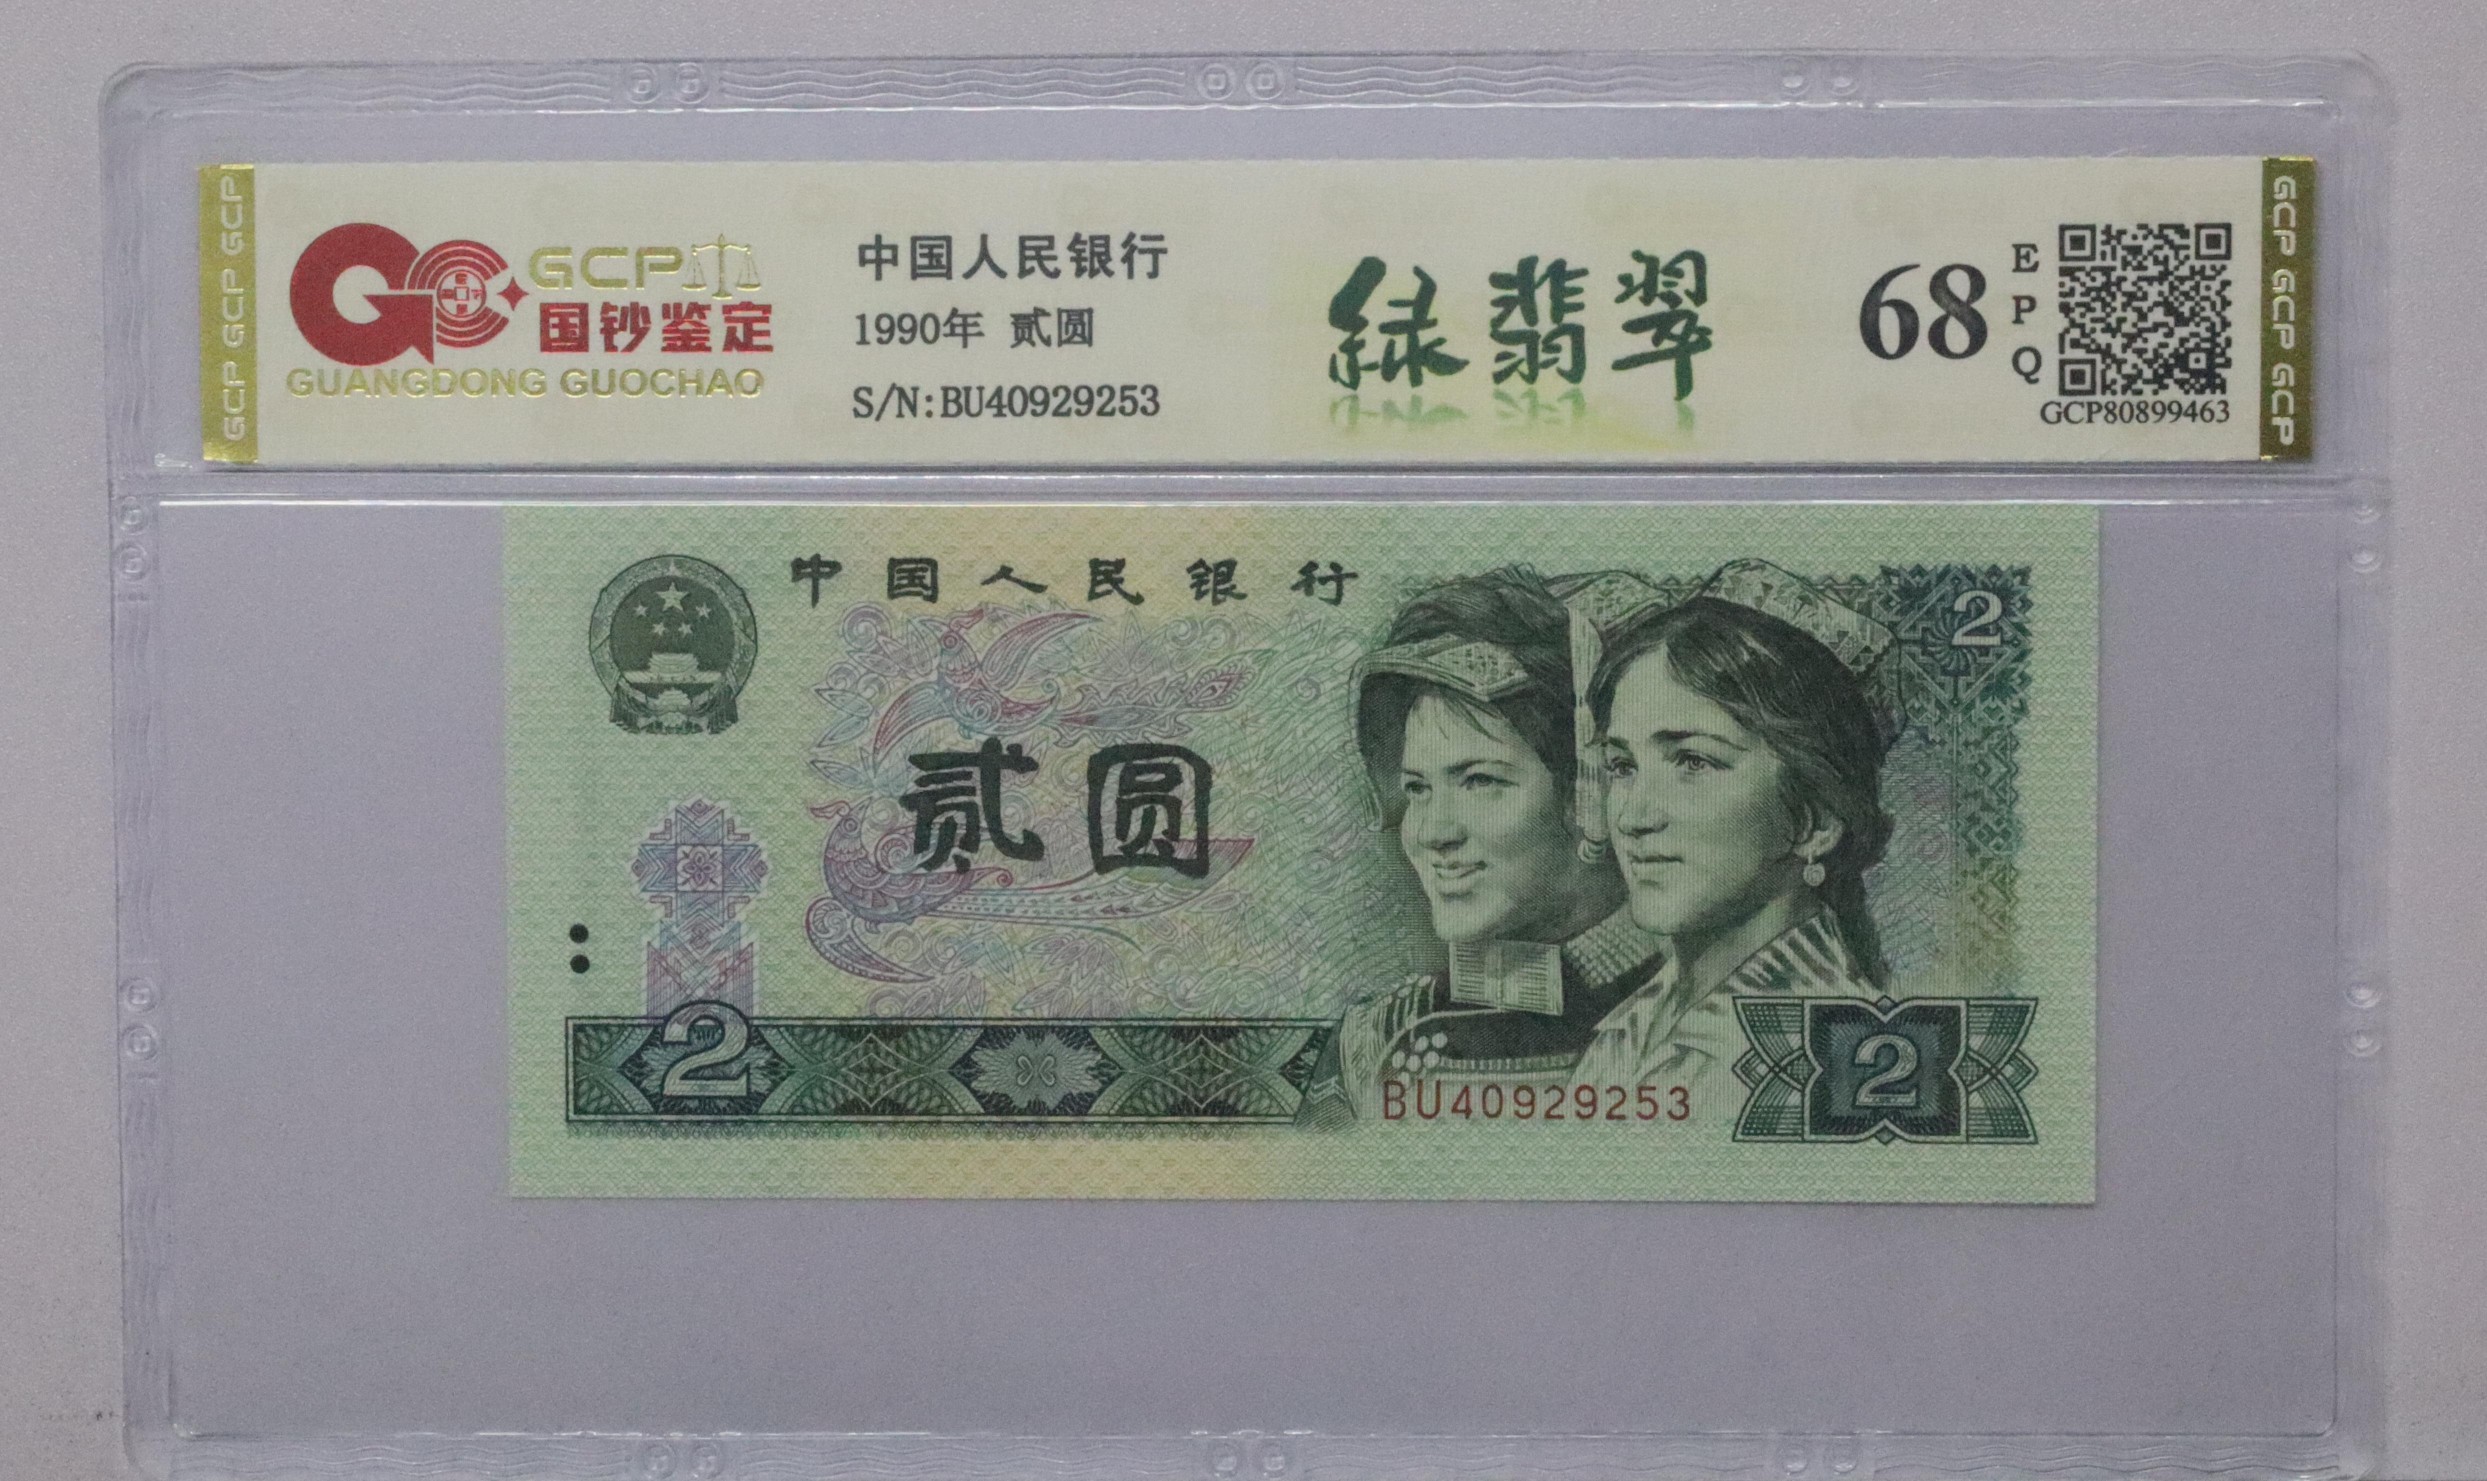 GCP GCP GCP
GCP
国钞鉴定
GUANGDONG GUOCHAO
中国人民银行
1990年 贰圆
S/N:BU40929253
緑翡翠
68
EPQ
GCP80899463
GCP GCP GCP
中国人民银行
2
贰圆
2
BU40929253
2